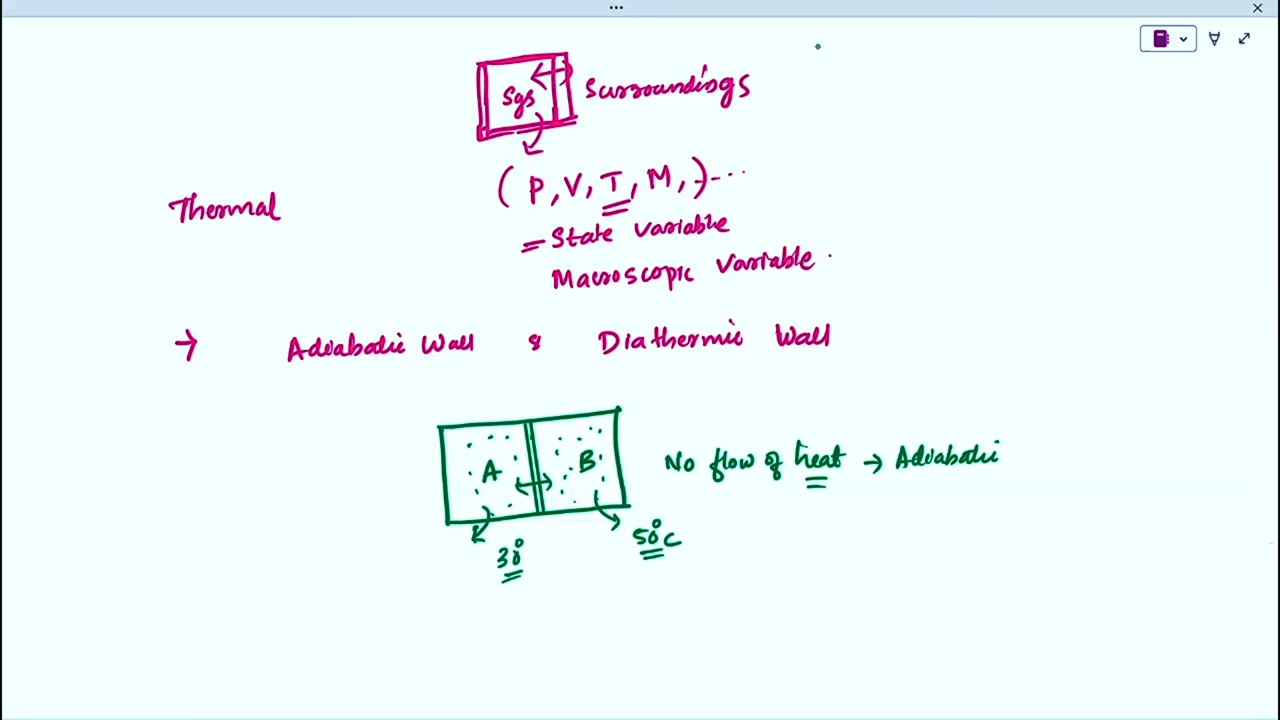 Sys Surroundings
(P, V, T, M, )...
Thermal
= State Variable
Macroscopic Variable.
→ Adiabatic Wall & Diathermic Wall
A B No flow of heat → Adiabatic
30° 50°C